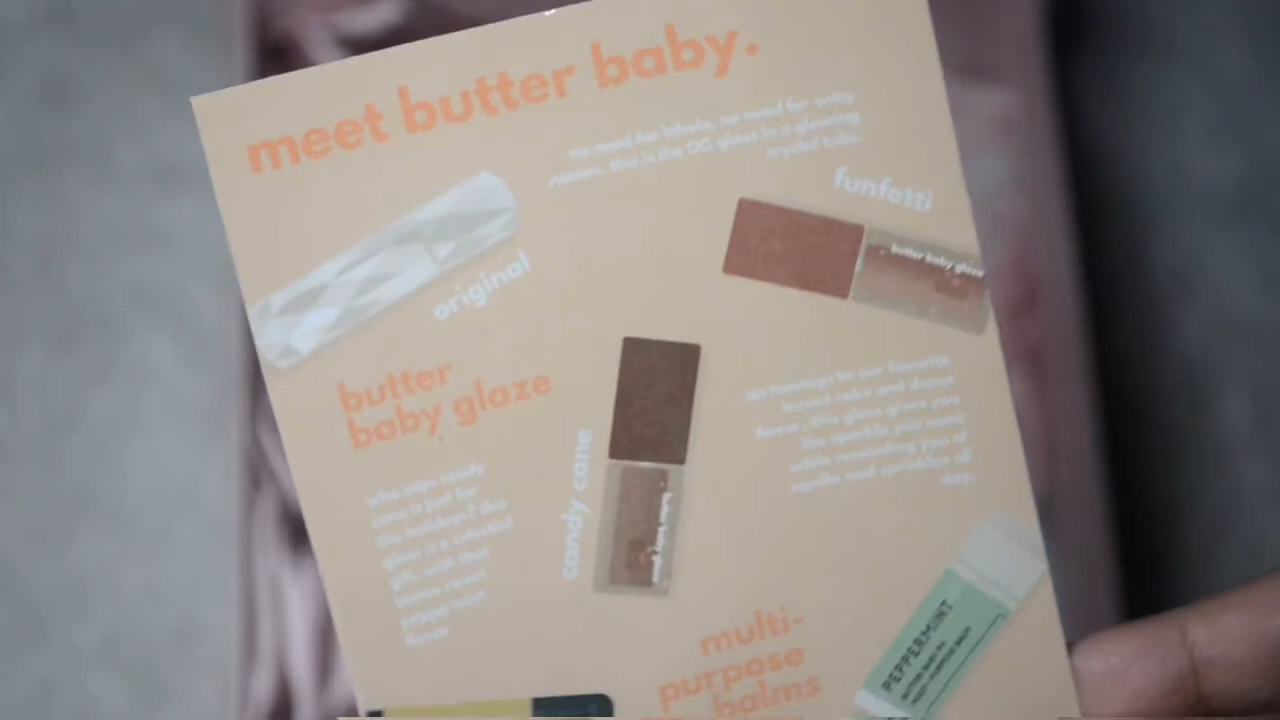 meet butter baby.
no need for labels, no need for witty
names. this is the OG gloss in a glowing
crystal tube.
original
funfetti
butter baby glaze
butter
baby glaze
candy cane
an homage to our favorite
boxed cake and donut
flavor, this gloss gives you
the sparkle you need
while reminding you of
vanilla and sprinkles all
day.
who says candy
cane is just for
the holidays? this
gloss is a
gift, with that
bonus
flavor
multi-
purpose
balms
PEPPERMINT
MULTI-PURPOSE BALM